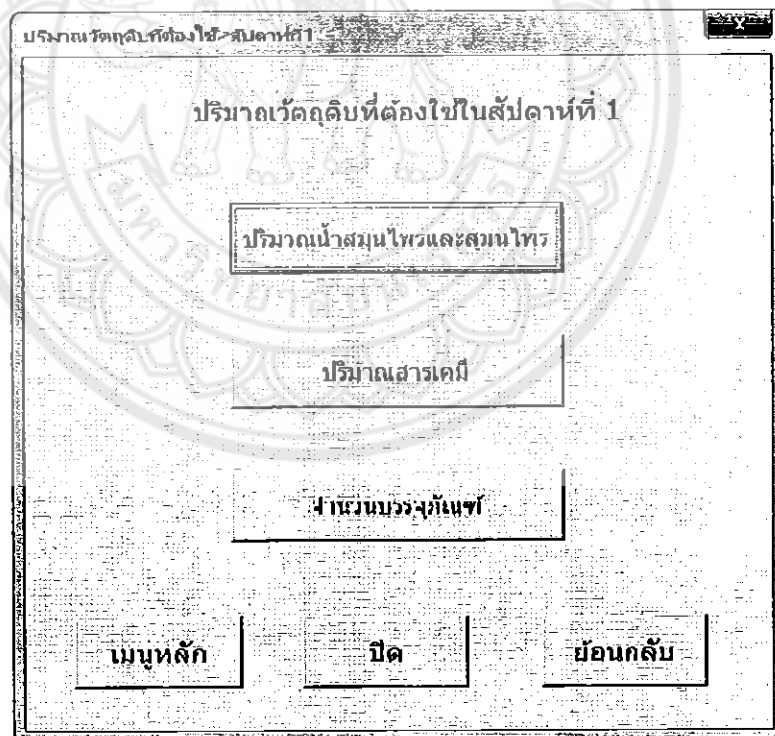 ปริมาณวัตถุดิบที่ต้องใช้->สัปดาห์ที่1
X
ปริมาณวัตถุดิบที่ต้องใช้ในสัปดาห์ที่ 1
ปริมาณน้ำสมุนไพรและสมุนไพร
ปริมาณสารเคมี
จำนวนบรรจุภัณฑ์
เมนูหลัก
ปิด
ย้อนกลับ